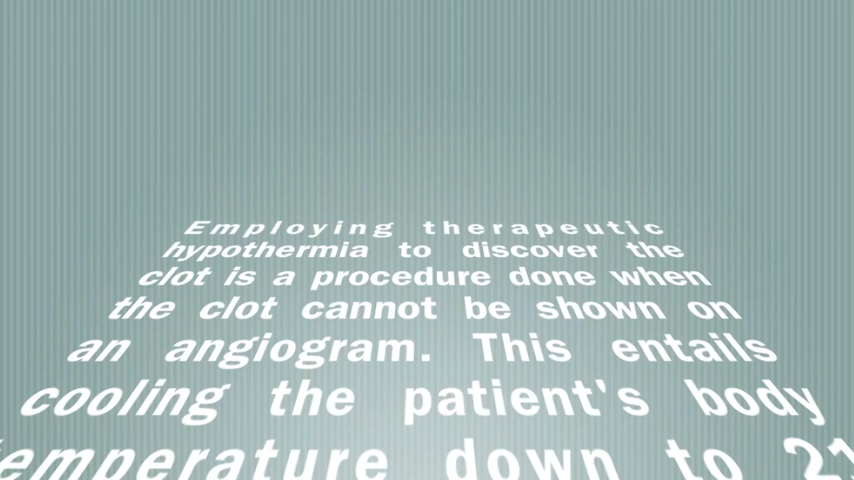 Employing therapeutic
hypothermia to discover the
clot is a procedure done when
the clot cannot be shown on
an angiogram. This entails
cooling the patient's body
temperature down to 21